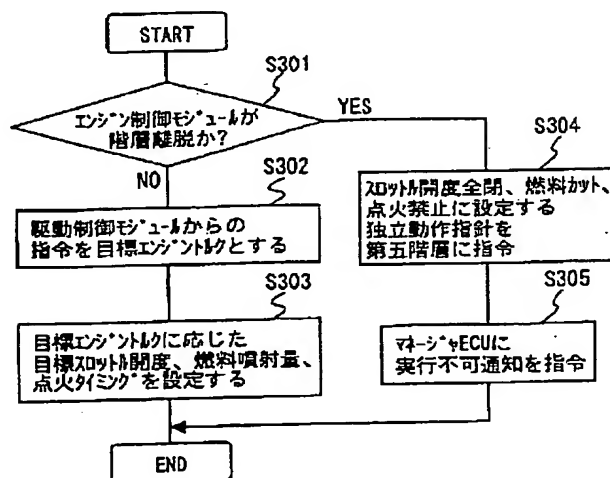 START
S301
エンジン制御モジュールが
階層離脱か?
YES
NO
S302
駆動制御モジュールからの
指令を目標エンジントルクとする
S303
目標エンジントルクに応じた
目標スロットル開度、燃料噴射量、
点火タイミングを設定する
S304
スロットル開度全閉、燃料カット、
点火禁止に設定する
独立動作指針を
第五階層に指令
S305
マネージャECUに
実行不可通知を指令
END